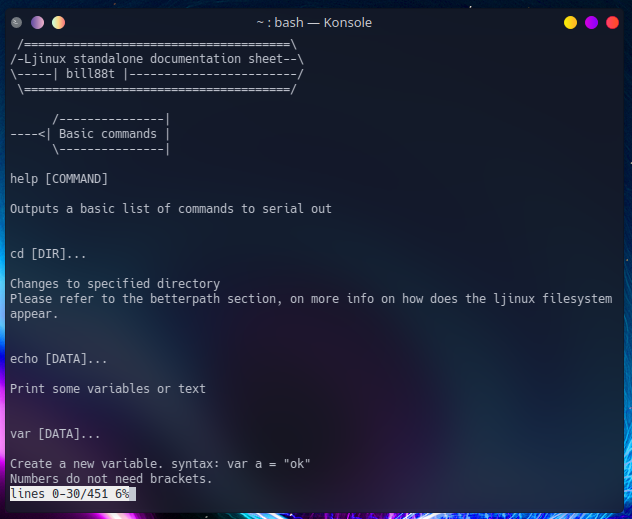 ~ : bash — Konsole
/======================================\
/-Ljinux standalone documentation sheet--\
\-----| bill88t |------------------------/
\======================================/
/---------------|
----<| Basic commands |
\---------------|
help [COMMAND]
Outputs a basic list of commands to serial out
cd [DIR]...
Changes to specified directory
Please refer to the betterpath section, on more info on how does the ljinux filesystem
appear.
echo [DATA]...
Print some variables or text
var [DATA]...
Create a new variable. syntax: var a = "ok"
Numbers do not need brackets.
lines 0-30/451 6%